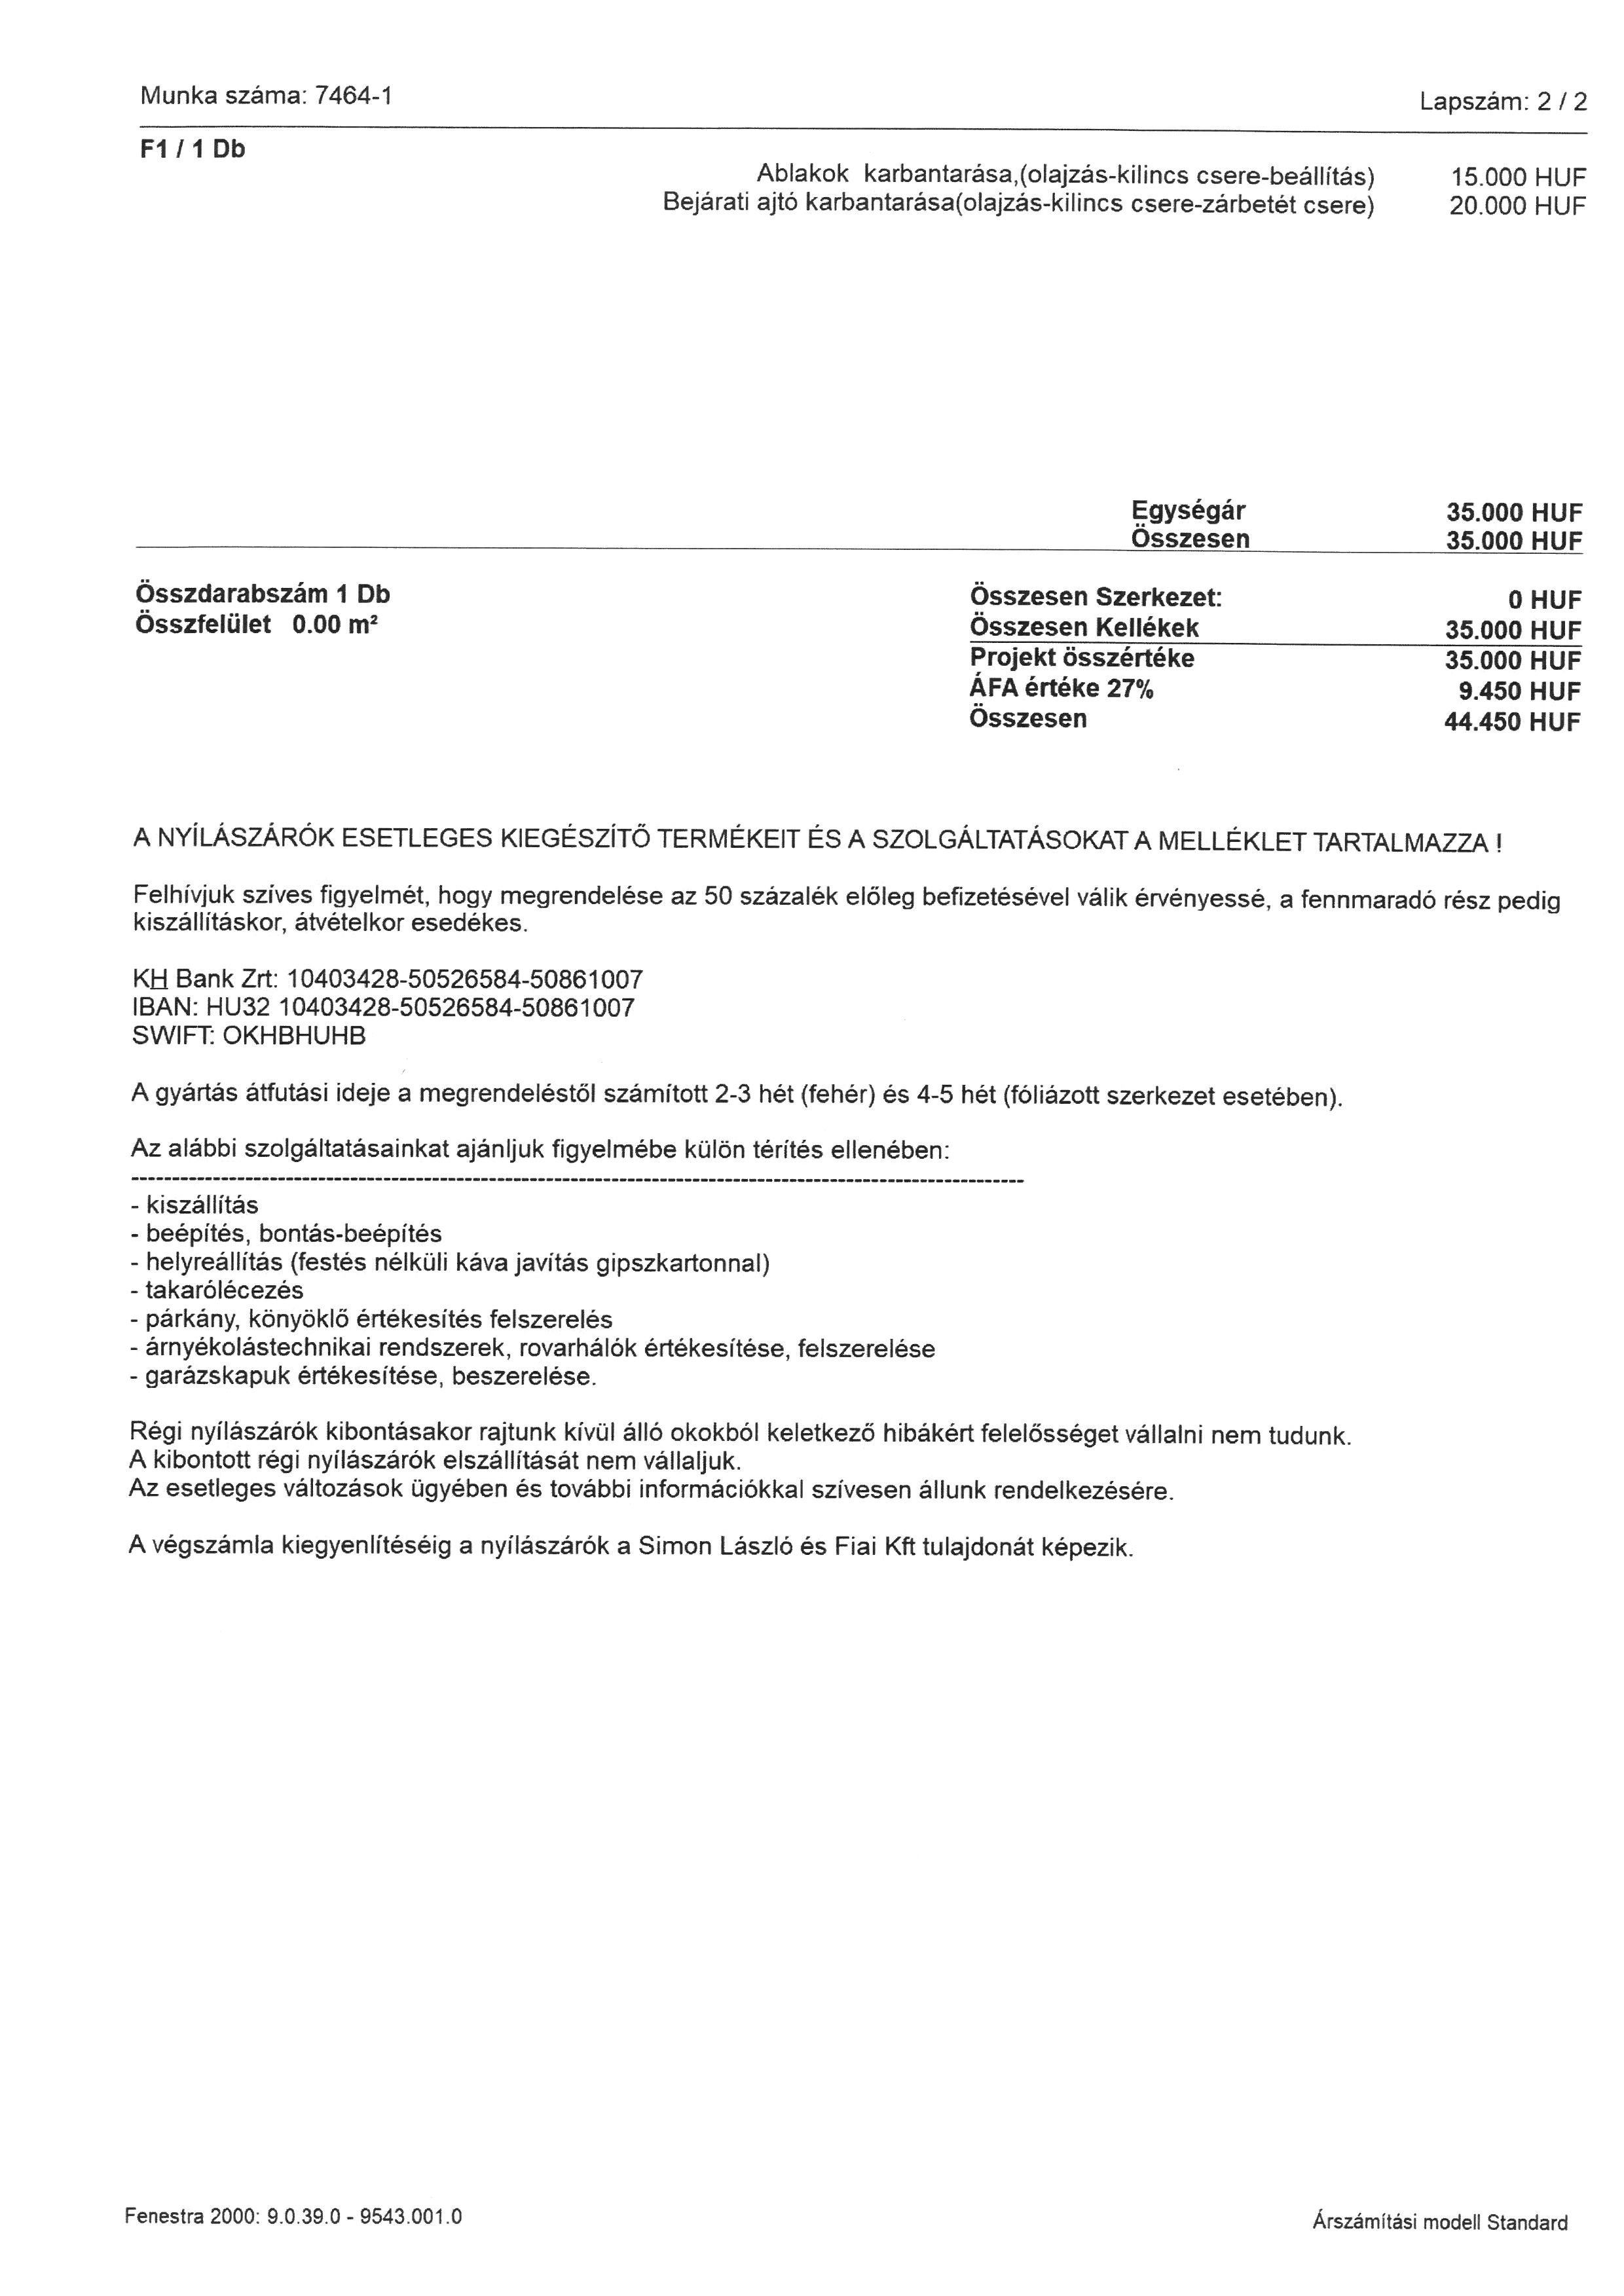 Munka száma: 7464-1
Lapszám: 2 / 2
F1 / 1 Db
Ablakok karbantarása,(olajzás-kilincs csere-beállítás) 15.000 HUF
Bejárati ajtó karbantarása(olajzás-kilincs csere-zárbetét csere) 20.000 HUF
Egységár 35.000 HUF
Összesen 35.000 HUF
Összdarabszám 1 Db
Összfelület 0.00 m²
Összesen Szerkezet: 0 HUF
Összesen Kellékek 35.000 HUF
Projekt összértéke 35.000 HUF
ÁFA értéke 27% 9.450 HUF
Összesen 44.450 HUF
A NYÍLÁSZÁRÓK ESETLEGES KIEGÉSZÍTŐ TERMÉKEIT ÉS A SZOLGÁLTATÁSOKAT A MELLÉKLET TARTALMAZZA !
Felhívjuk szíves figyelmét, hogy megrendelése az 50 százalék előleg befizetésével válik érvényessé, a fennmaradó rész pedig
kiszállításkor, átvételkor esedékes.
KH Bank Zrt: 10403428-50526584-50861007
IBAN: HU32 10403428-50526584-50861007
SWIFT: OKHBHUHB
A gyártás átfutási ideje a megrendeléstől számított 2-3 hét (fehér) és 4-5 hét (fóliázott szerkezet esetében).
Az alábbi szolgáltatásainkat ajánljuk figyelmébe külön térítés ellenében:
- kiszállítás
- beépítés, bontás-beépítés
- helyreállítás (festés nélküli káva javítás gipszkartonnal)
- takarólécezés
- párkány, könyöklő értékesítés felszerelés
- árnyékolástechnikai rendszerek, rovarhálók értékesítése, felszerelése
- garázskapuk értékesítése, beszerelése.
Régi nyílászárók kibontásakor rajtunk kívül álló okokból keletkező hibákért felelősséget vállalni nem tudunk.
A kibontott régi nyílászárók elszállítását nem vállaljuk.
Az esetleges változások ügyében és további információkkal szívesen állunk rendelkezésére.
A végszámla kiegyenlítéséig a nyílászárók a Simon László és Fiai Kft tulajdonát képezik.
Fenestra 2000: 9.0.39.0 - 9543.001.0
Árszámítási modell Standard